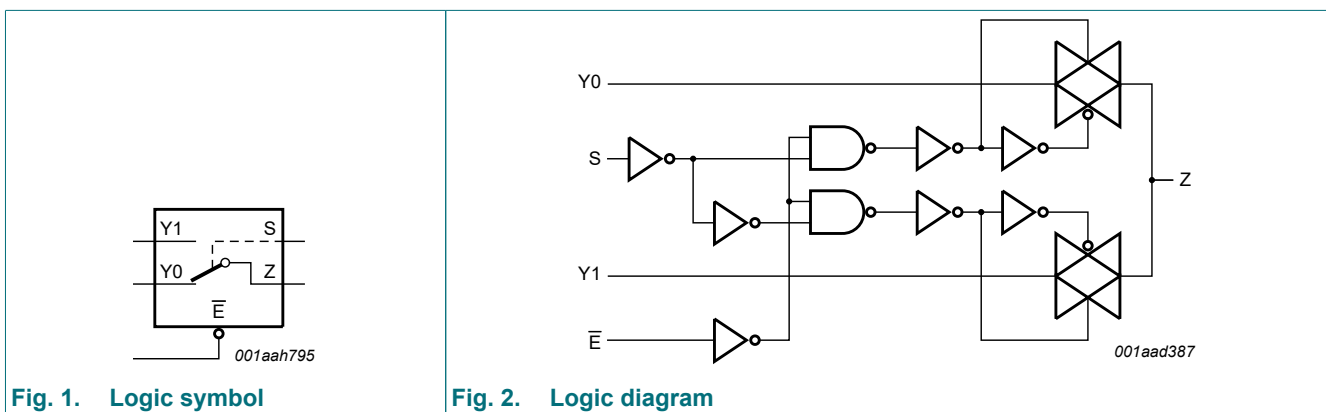 Y1
S
Y0
Z
E̅
001aah795
Fig. 1. Logic symbol
Y0
S
Z
Y1
E̅
001aad387
Fig. 2. Logic diagram